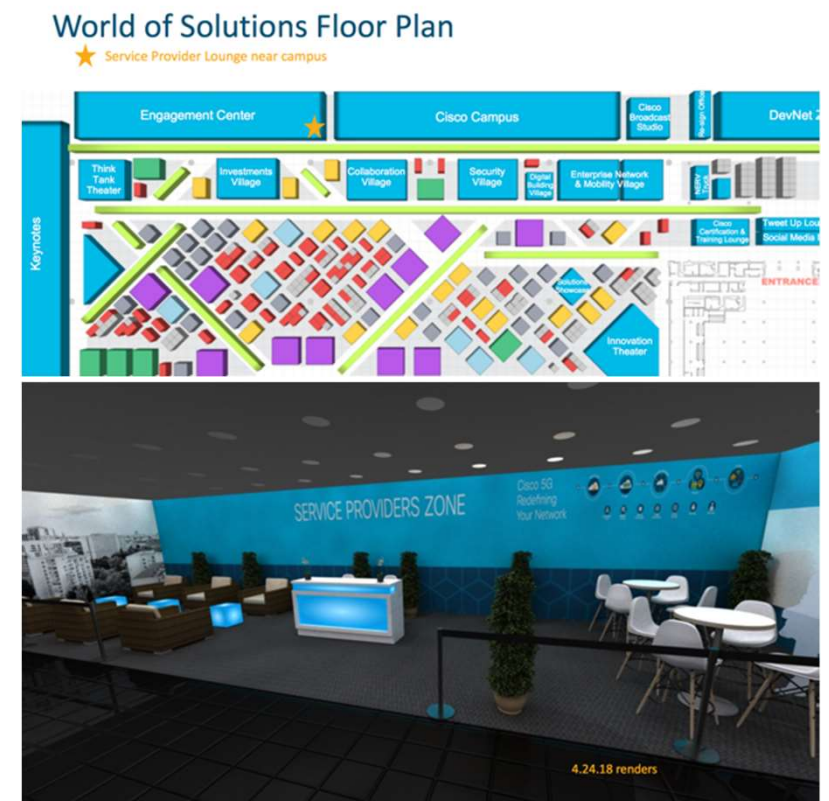 World of Solutions Floor Plan
Service Provider Lounge near campus
Engagement Center
Cisco Campus
Cisco
Broadcast
Studio
DevNet
Keynotes
Think
Tank
Theater
Investments
Village
Collaboration
Village
Security
Village
Digital
Building
Village
Enterprise Network
& Mobility Village
Cisco
Certification &
Training Lounge
Tweet Up Lou
Social Media
Solutions
Showcase
ENTRANCE
Innovation
Theater
SERVICE PROVIDERS ZONE
Cisco 5G
Redefining
Your Network
4.24.18 renders